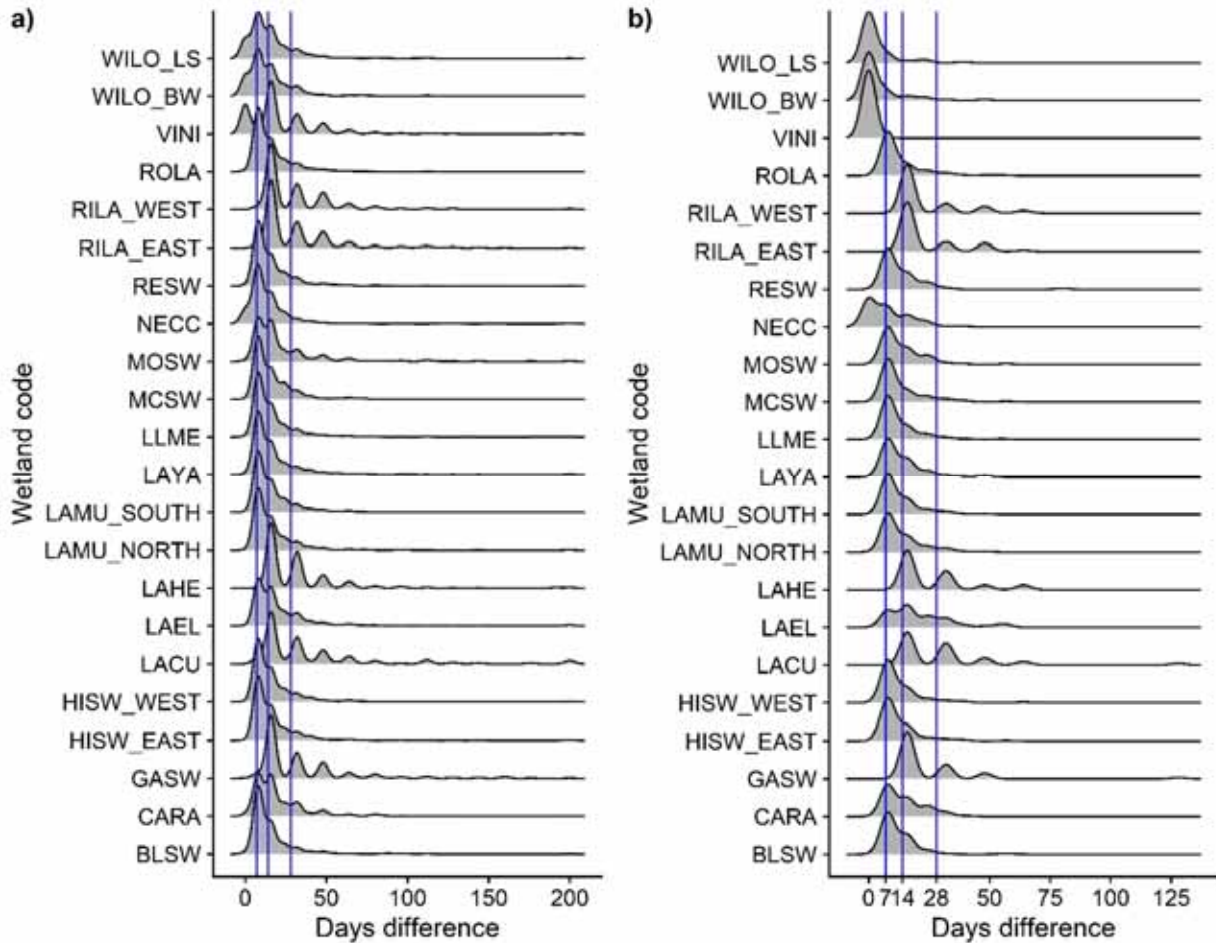 a)
Wetland code
WILO_LS
WILO_BW
VINI
ROLA
RILA_WEST
RILA_EAST
RESW
NECC
MOSW
MCSW
LLME
LAYA
LAMU_SOUTH
LAMU_NORTH
LAHE
LAEL
LACU
HISW_WEST
HISW_EAST
GASW
CARA
BLSW
0 50 100 150 200
Days difference
b)
Wetland code
WILO_LS
WILO_BW
VINI
ROLA
RILA_WEST
RILA_EAST
RESW
NECC
MOSW
MCSW
LLME
LAYA
LAMU_SOUTH
LAMU_NORTH
LAHE
LAEL
LACU
HISW_WEST
HISW_EAST
GASW
CARA
BLSW
0 7 14 28 50 75 100 125
Days difference